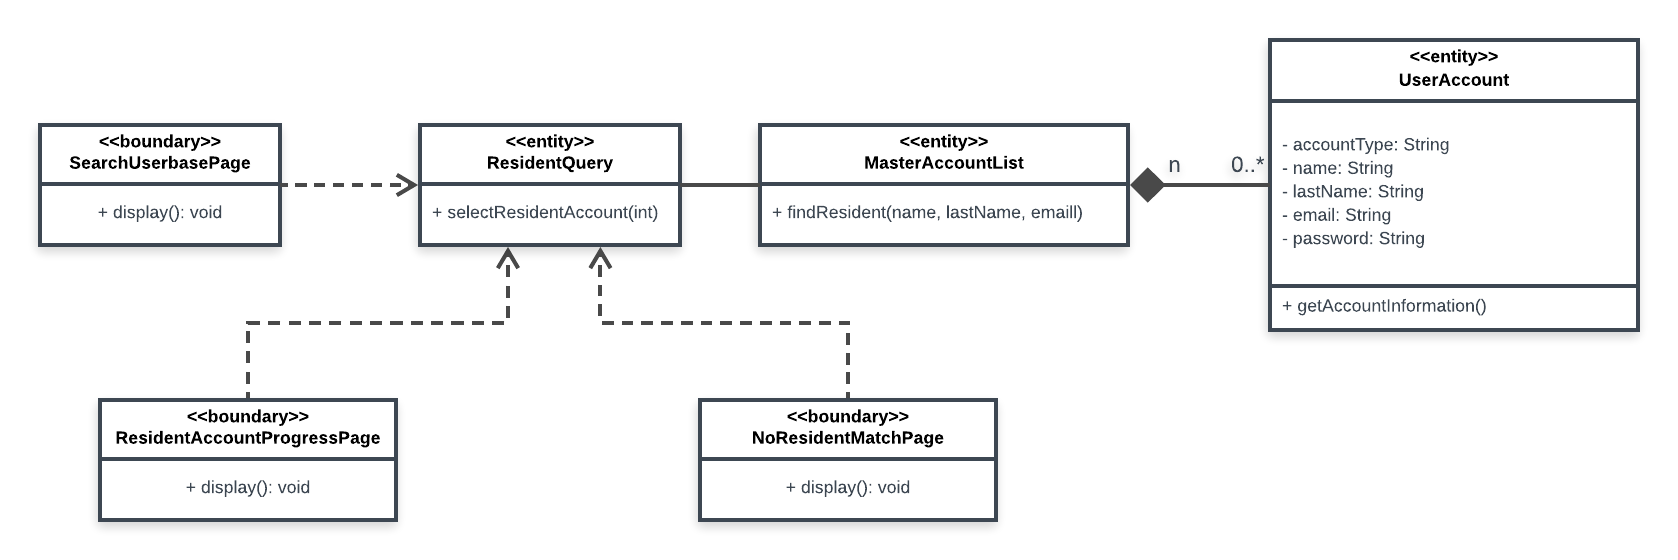 <<boundary>>
SearchUserbasePage
+ display(): void
<<entity>>
ResidentQuery
+ selectResidentAccount(int)
<<entity>>
MasterAccountList
+ findResident(name, lastName, emaill)
n
0..*
<<entity>>
UserAccount
- accountType: String
- name: String
- lastName: String
- email: String
- password: String
+ getAccountInformation()
<<boundary>>
ResidentAccountProgressPage
+ display(): void
<<boundary>>
NoResidentMatchPage
+ display(): void